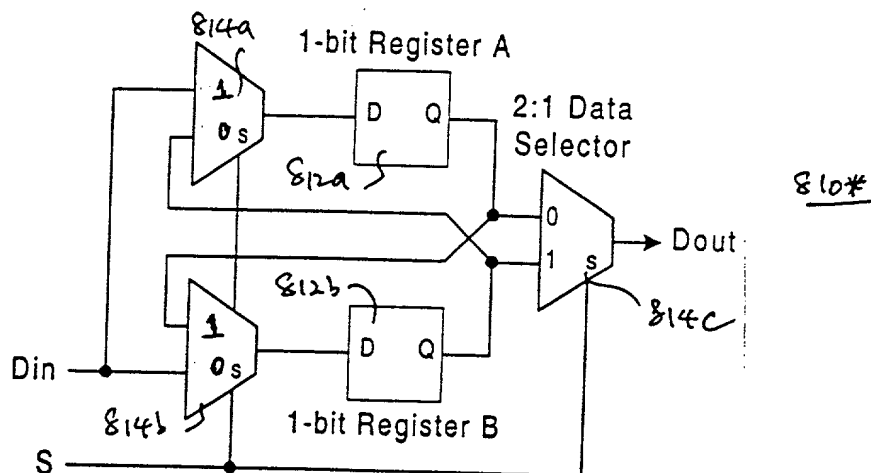 814a
1-bit Register A
1
0 s
D Q
812a
2:1 Data
Selector
810*
0
1
s
Dout
814c
812b
1
0 s
D Q
Din
814b
1-bit Register B
S